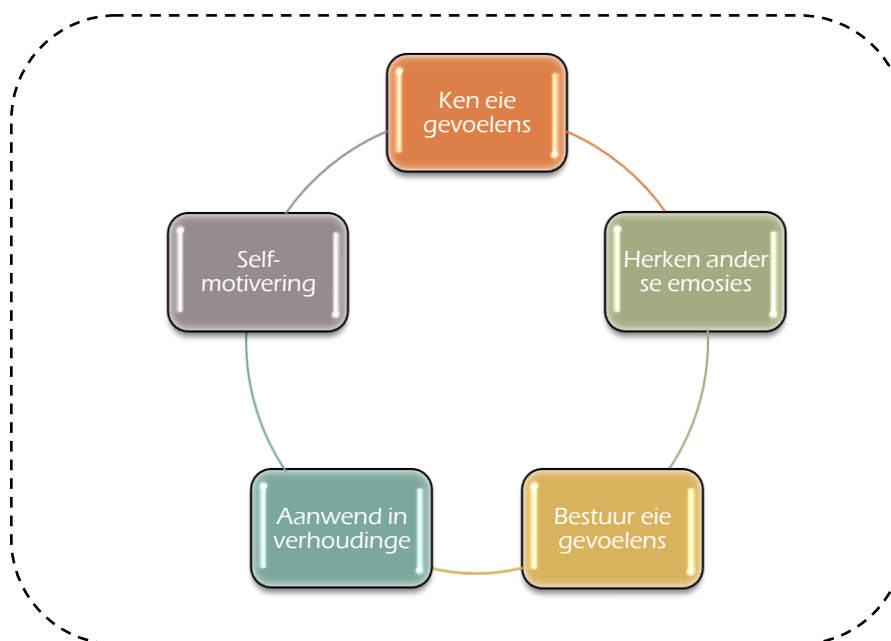 Ken eie
gevoelens
Herken ander
se emosies
Bestuur eie
gevoelens
Aanwend in
verhoudinge
Self-
motivering